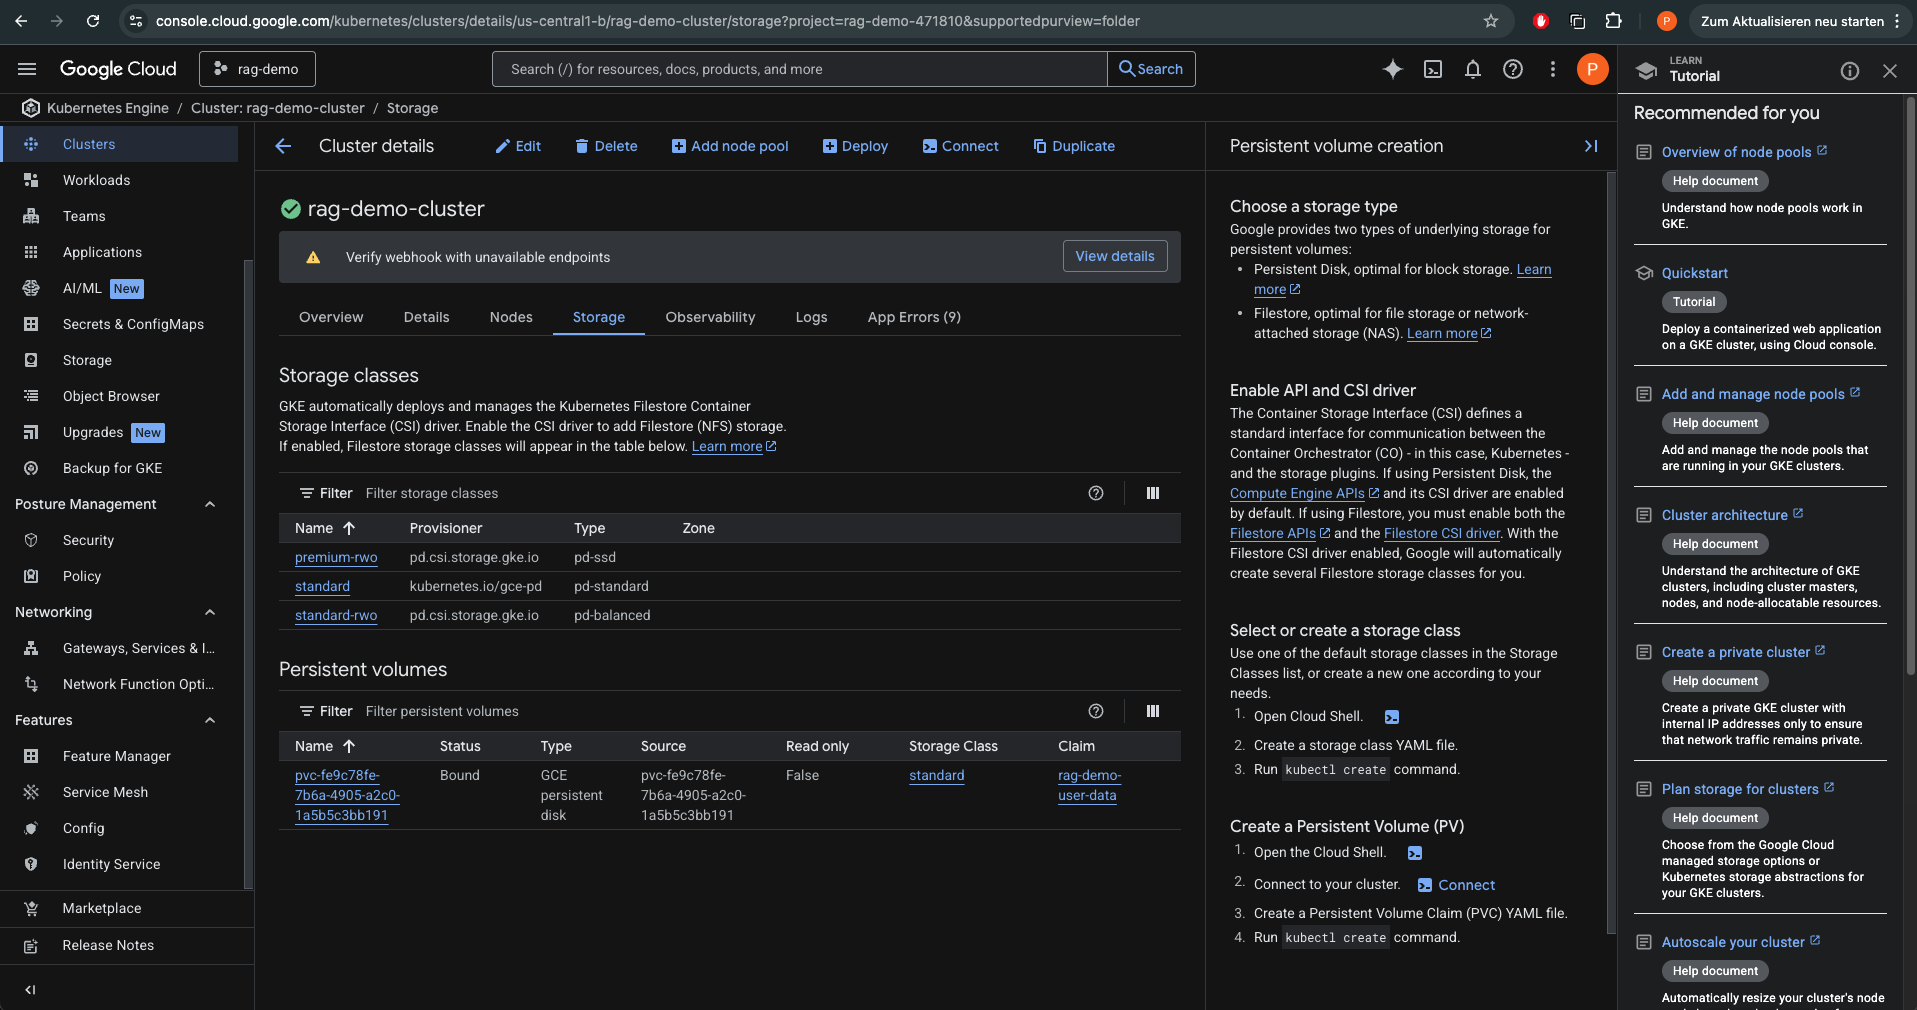 console.cloud.google.com/kubernetes/clusters/details/us-central1-b/rag-demo-cluster/storage?project=rag-demo-471810&supportedpurview=folder
P
Zum Aktualisieren neu starten
Google Cloud
rag-demo
Search (/) for resources, docs, products, and more
Search
P
Kubernetes Engine / Cluster: rag-demo-cluster / Storage
Clusters
Workloads
Teams
Applications
AI/ML New
Secrets & ConfigMaps
Storage
Object Browser
Upgrades New
Backup for GKE
Posture Management
Security
Policy
Networking
Gateways, Services & I...
Network Function Opti...
Features
Feature Manager
Service Mesh
Config
Identity Service
Marketplace
Release Notes
Cluster details
Edit
Delete
Add node pool
Deploy
Connect
Duplicate
rag-demo-cluster
Verify webhook with unavailable endpoints
View details
Overview
Details
Nodes
Storage
Observability
Logs
App Errors (9)
Storage classes
GKE automatically deploys and manages the Kubernetes Filestore Container
Storage Interface (CSI) driver. Enable the CSI driver to add Filestore (NFS) storage.
If enabled, Filestore storage classes will appear in the table below. Learn more
Filter Filter storage classes
Name Provisioner Type Zone
premium-rwo pd.csi.storage.gke.io pd-ssd
standard kubernetes.io/gce-pd pd-standard
standard-rwo pd.csi.storage.gke.io pd-balanced
Persistent volumes
Filter Filter persistent volumes
Name Status Type Source Read only Storage Class Claim
pvc-fe9c78fe- Bound GCE pvc-fe9c78fe- False standard rag-demo-
7b6a-4905-a2c0- persistent 7b6a-4905-a2c0- user-data
1a5b5c3bb191 disk 1a5b5c3bb191
Persistent volume creation
Choose a storage type
Google provides two types of underlying storage for
persistent volumes:
• Persistent Disk, optimal for block storage. Learn
more
• Filestore, optimal for file storage or network-
attached storage (NAS). Learn more
Enable API and CSI driver
The Container Storage Interface (CSI) defines a
standard interface for communication between the
Container Orchestrator (CO) - in this case, Kubernetes -
and the storage plugins. If using Persistent Disk, the
Compute Engine APIs and its CSI driver are enabled
by default. If using Filestore, you must enable both the
Filestore APIs and the Filestore CSI driver. With the
Filestore CSI driver enabled, Google will automatically
create several Filestore storage classes for you.
Select or create a storage class
Use one of the default storage classes in the Storage
Classes list, or create a new one according to your
needs.
1. Open Cloud Shell.
2. Create a storage class YAML file.
3. Run kubectl create command.
Create a Persistent Volume (PV)
1. Open the Cloud Shell.
2. Connect to your cluster. Connect
3. Create a Persistent Volume Claim (PVC) YAML file.
4. Run kubectl create command.
LEARN
Tutorial
Recommended for you
Overview of node pools
Help document
Understand how node pools work in
GKE.
Quickstart
Tutorial
Deploy a containerized web application
on a GKE cluster, using Cloud console.
Add and manage node pools
Help document
Add and manage the node pools that
are running in your GKE clusters.
Cluster architecture
Help document
Understand the architecture of GKE
clusters, including cluster masters,
nodes, and node-allocatable resources.
Create a private cluster
Help document
Create a private GKE cluster with
internal IP addresses only to ensure
that network traffic remains private.
Plan storage for clusters
Help document
Choose from the Google Cloud
managed storage options or
Kubernetes storage abstractions for
your GKE clusters.
Autoscale your cluster
Help document
Automatically resize your cluster's node